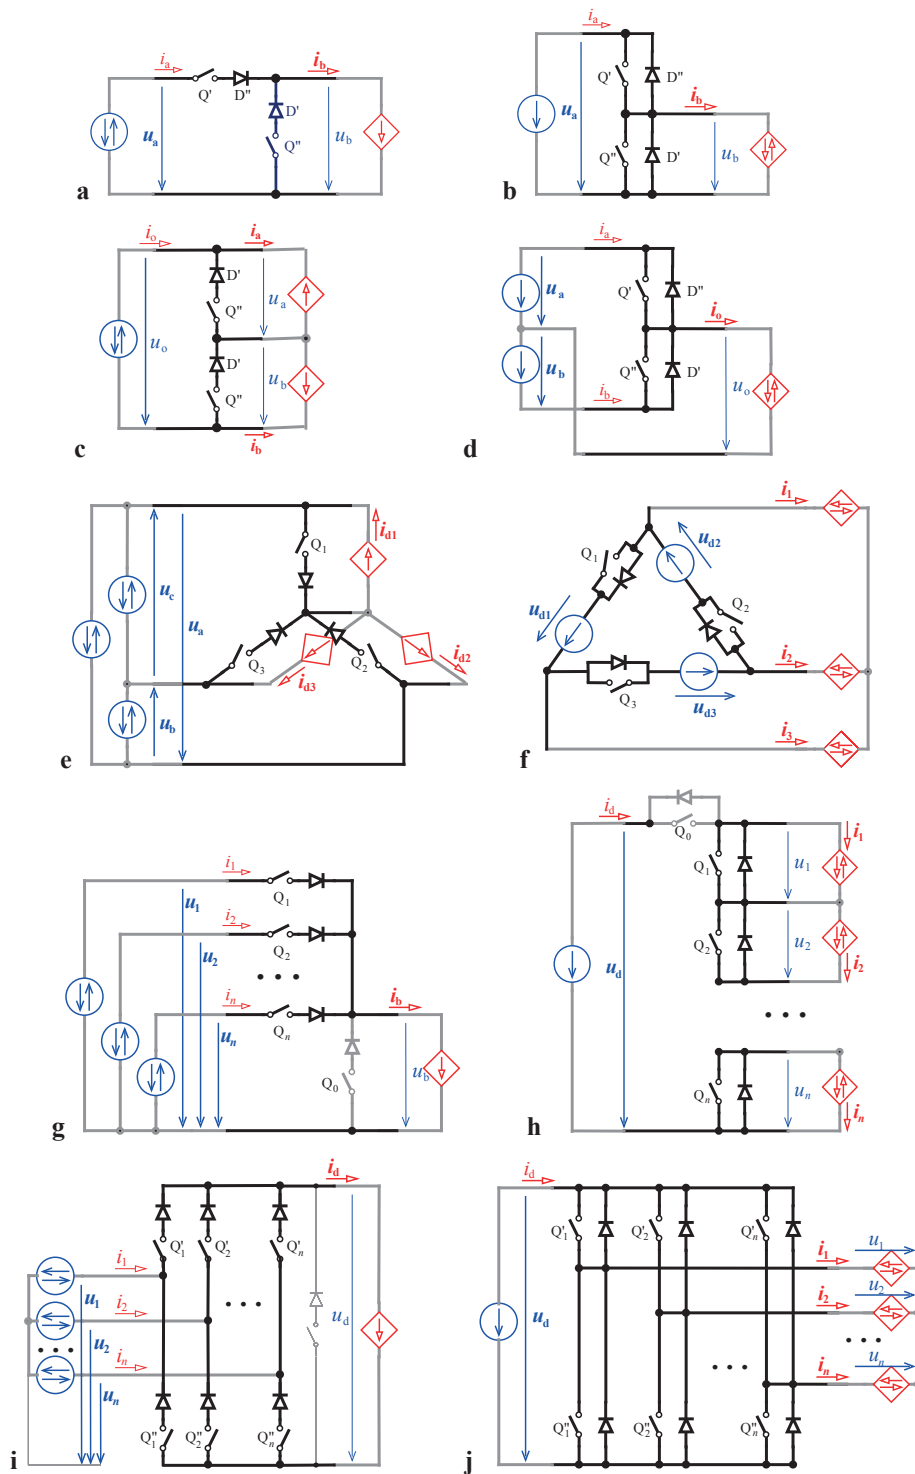 i_a
i_b
Q'
D"
D'
u_a
Q"
u_b
a
i_a
Q'
D"
i_b
u_a
Q"
D'
u_b
b
i_o
i_a
D'
u_a
Q"
u_o
D'
u_b
Q"
i_b
c
i_a
u_a
Q'
D"
i_o
u_b
Q"
D'
i_b
u_o
d
i_d1
Q_1
u_c
u_a
Q_3
Q_2
i_d2
i_d3
u_b
e
i_1
u_d2
Q_1
u_d1
Q_2
i_2
Q_3
u_d3
i_3
f
i_1
Q_1
u_1
i_2
Q_2
u_2
• • •
i_n
i_b
Q_n
u_n
Q_0
u_b
g
i_d
Q_0
i_1
Q_1
u_1
Q_2
u_2
i_2
u_d
• • •
Q_n
u_n
i_n
h
i_d
Q'_1
Q'_2
Q'_n
i_1
u_1
i_2
• • •
u_d
u_2
• • •
i_n
u_n
Q"_1
Q"_2
Q"_n
i
i_d
Q'_1
Q'_2
Q'_n
u_1
i_1
u_2
i_2
u_d
• • •
u_n
• • •
i_n
Q"_1
Q"_2
Q"_n
j